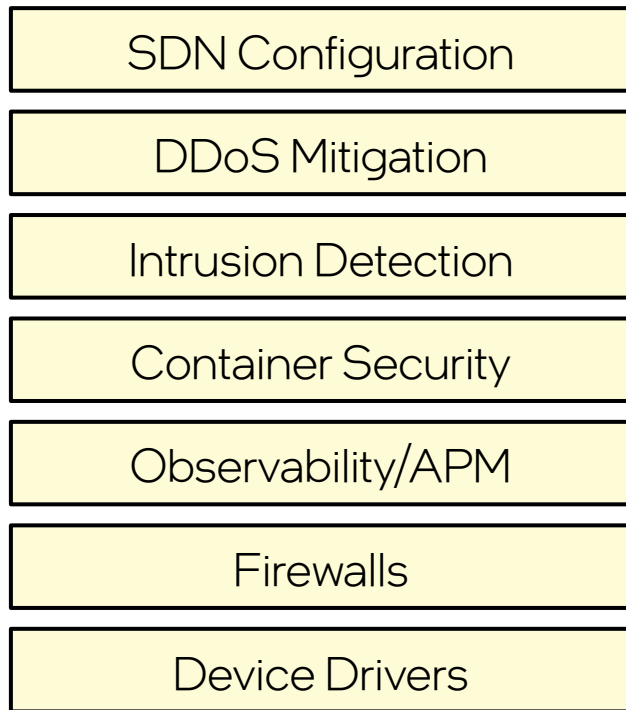 SDN Configuration
DDoS Mitigation
Intrusion Detection
Container Security
Observability/APM
Firewalls
Device Drivers